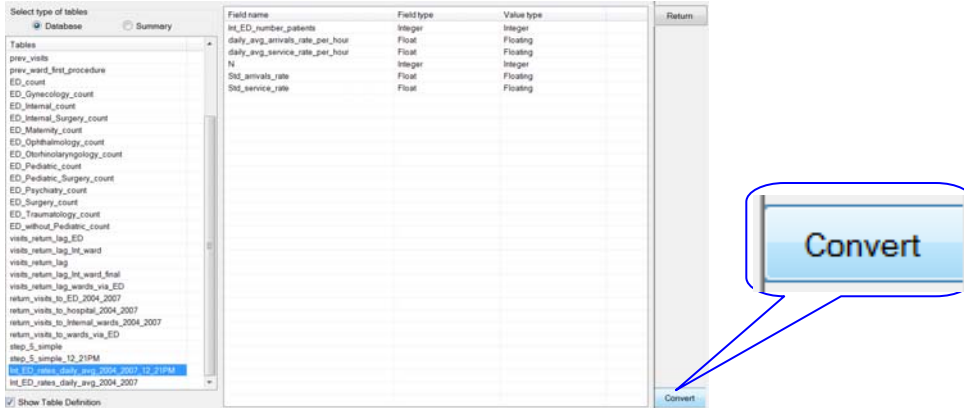 Select type of tables
Database Summary
Tables
prev_visits
prev_ward_first_procedure
ED_count
ED_Gynecology_count
ED_Internal_count
ED_Internal_Surgery_count
ED_Maternity_count
ED_Ophthalmology_count
ED_Otorhinolaryngology_count
ED_Pediatric_count
ED_Pediatric_Surgery_count
ED_Psychiatry_count
ED_Surgery_count
ED_Traumatology_count
ED_without_Pediatric_count
visits_return_lag_ED
visits_return_lag_Int_ward
visits_return_lag
visits_return_lag_Int_ward_final
visits_return_lag_wards_via_ED
return_visits_to_ED_2004_2007
return_visits_to_hospital_2004_2007
return_visits_to_Internal_wards_2004_2007
return_visits_to_wards_via_ED
step_5_simple
step_5_simple_12_21PM
Int_ED_rates_daily_avg_2004_2007_12_21PM
Int_ED_rates_daily_avg_2004_2007
Show Table Definition
Field name Field type Value type
Int_ED_number_patients Integer Integer
daily_avg_arrivals_rate_per_hour Float Floating
daily_avg_service_rate_per_hour Float Floating
N Integer Integer
Std_arrivals_rate Float Floating
Std_service_rate Float Floating
Return
Convert
Convert